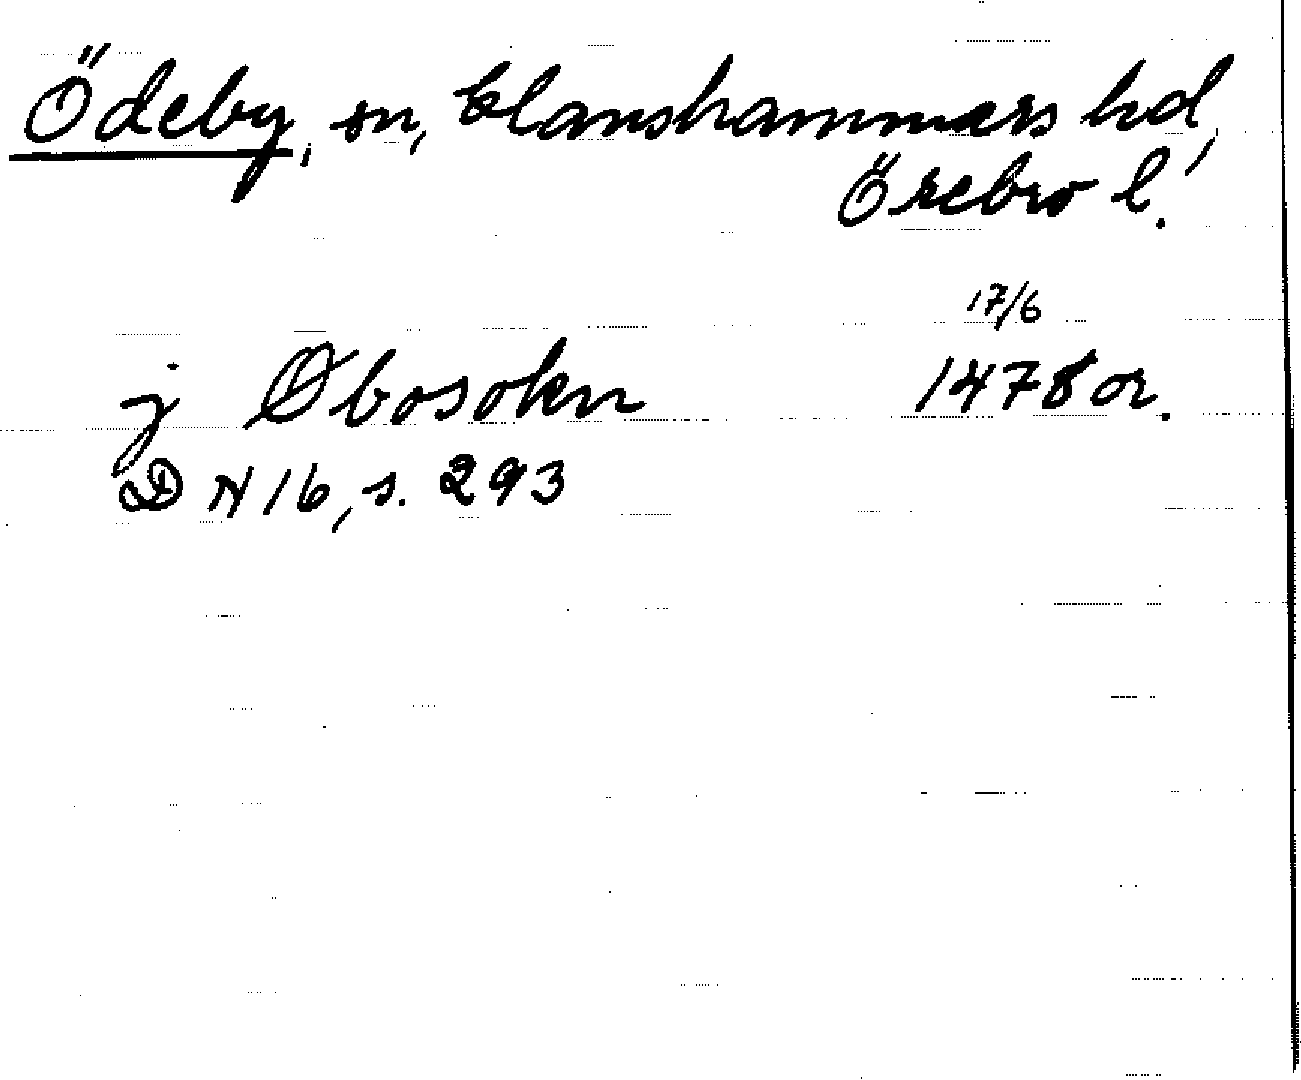 Ödeby, sn, Glanshammars hd,
Örebro l.
17/6
j Øbosokn 1478 or.
DN 16, s. 293